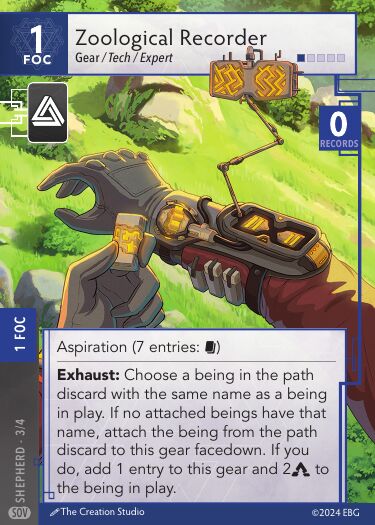 1
FOC
Zoological Recorder
Gear / Tech / Expert
0
RECORDS
1 FOC
SHEPHERD - 3/4
SOV
Aspiration (7 entries: )
Exhaust: Choose a being in the path
discard with the same name as a being
in play. If no attached beings have that
name, attach the being from the path
discard to this gear facedown. If you
do, add 1 entry to this gear and 2 to
the being in play.
The Creation Studio
©2024 EBG